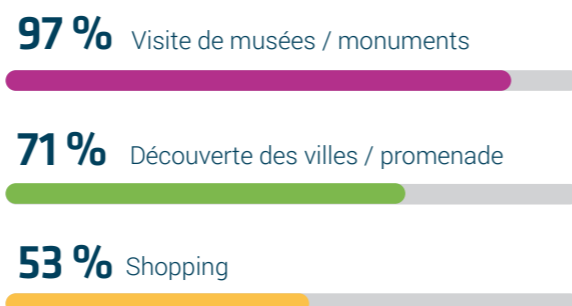 97 % Visite de musées / monuments
71 % Découverte des villes / promenade
53 % Shopping